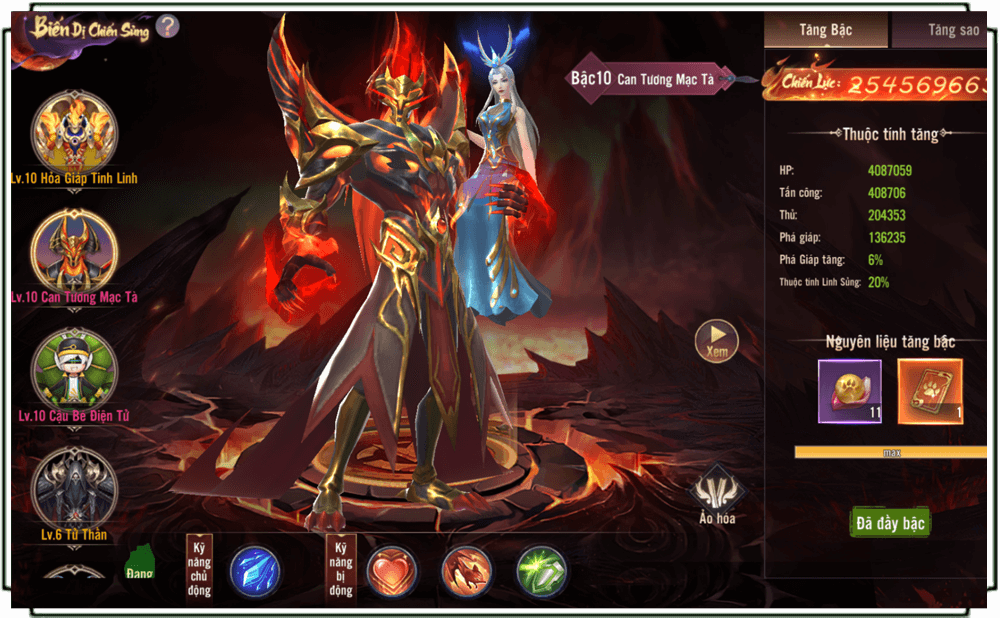 Biến Dị Chiến Sủng
?
Lv.10 Hỏa Giáp Tinh Linh
Lv.10 Can Tương Mạc Tà
Lv.10 Cậu Bé Điện Tử
Lv.6 Tử Thần
Đang
Kỹ năng chủ động
Kỹ năng bị động
Bậc10 Can Tương Mạc Tà
Xem
Ảo hóa
Tăng Bậc
Tăng sao
Chiến Lực: 254569663
Thuộc tính tăng
HP: 4087059
Tấn công: 408706
Thủ: 204353
Phá giáp: 136235
Phá Giáp tăng: 6%
Thuộc tính Linh Sủng: 20%
Nguyên liệu tăng bậc
11
1
max
Đã đầy bậc